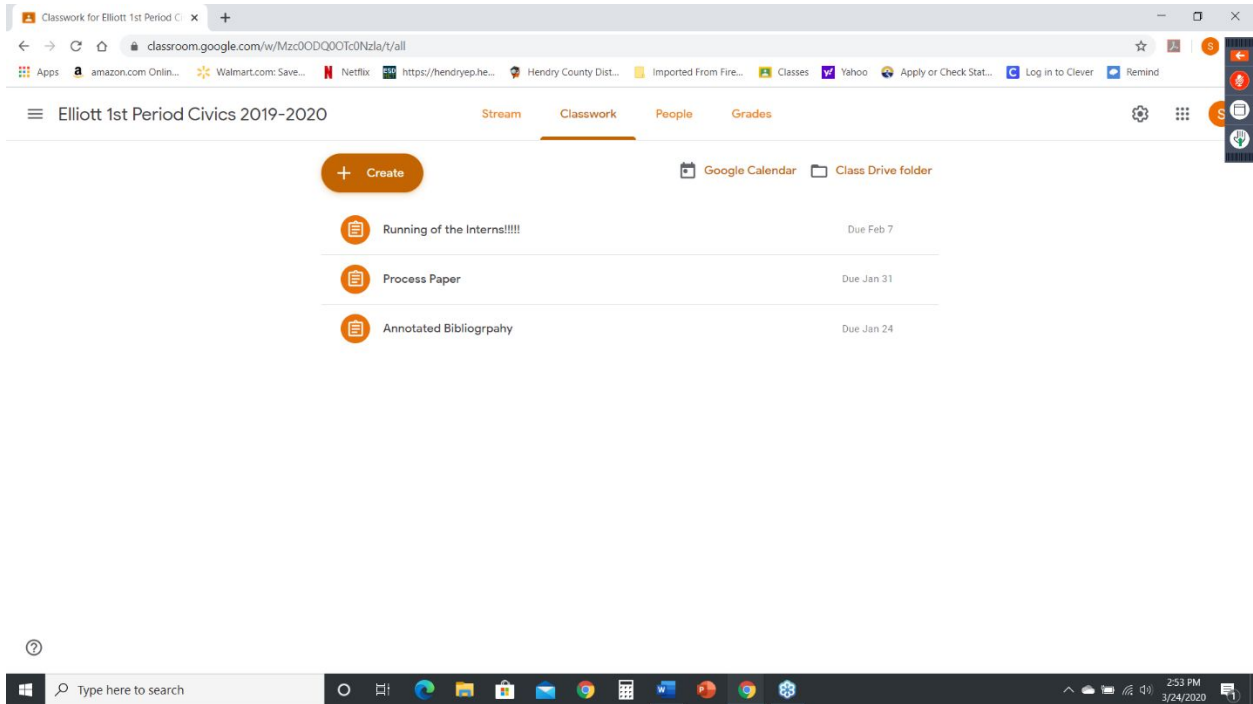 Classwork for Elliott 1st Period C
classroom.google.com/w/Mzc0ODQ0OTc0Nzla/t/all
S
Apps a amazon.com Onlin... Walmart.com: Save... N Netflix ESD https://hendryep.he... Hendry County Dist... Imported From Fire... Classes y! Yahoo Apply or Check Stat... C Log in to Clever Remind
Elliott 1st Period Civics 2019-2020 Stream Classwork People Grades S
+ Create Google Calendar Class Drive folder
Running of the Interns!!!!! Due Feb 7
Process Paper Due Jan 31
Annotated Bibliogrpahy Due Jan 24
?
Type here to search
2:53 PM
3/24/2020